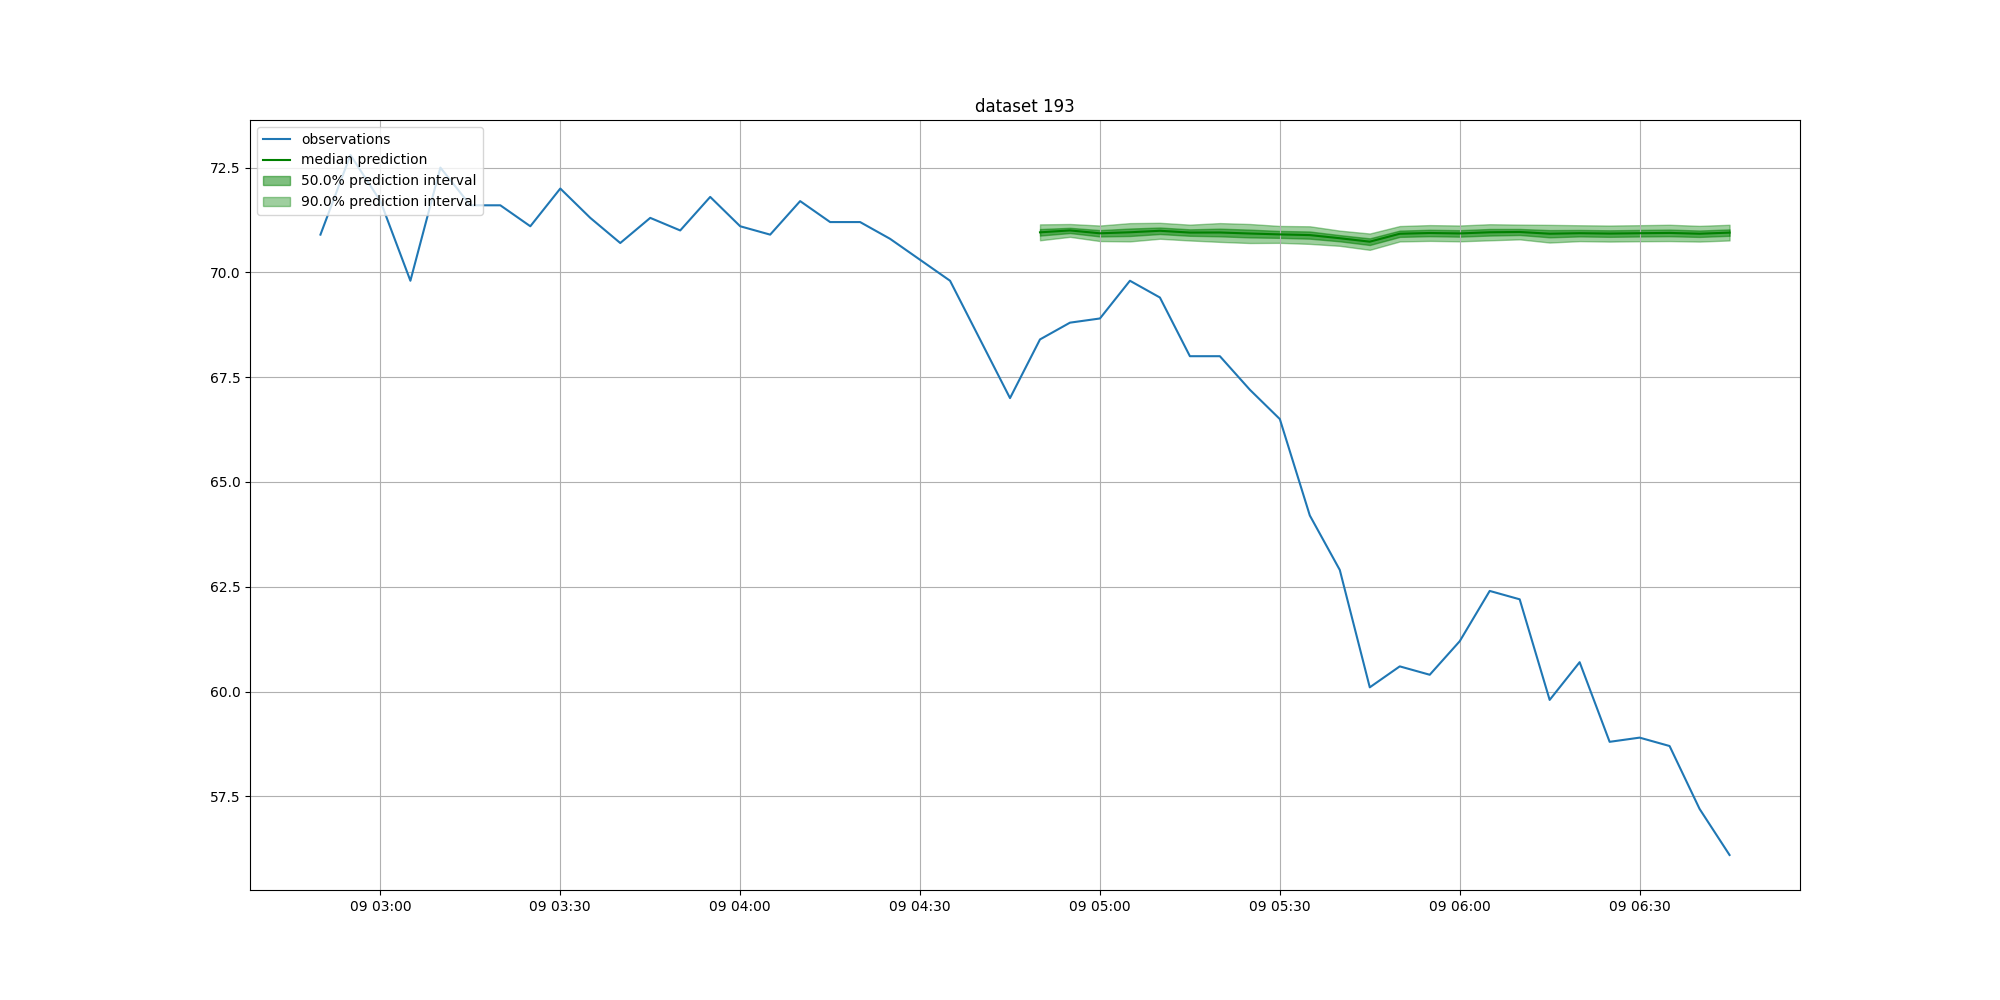 dataset 193
observations
median prediction
50.0% prediction interval
90.0% prediction interval
72.5
70.0
67.5
65.0
62.5
60.0
57.5
09 03:00 09 03:30 09 04:00 09 04:30 09 05:00 09 05:30 09 06:00 09 06:30